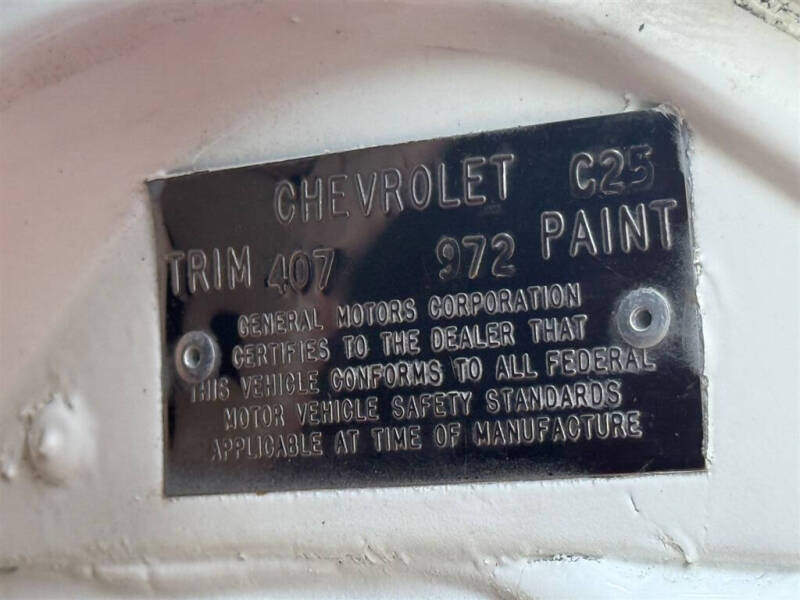 CHEVROLET C25
TRIM 407 972 PAINT
GENERAL MOTORS CORPORATION
CERTIFIES TO THE DEALER THAT
THIS VEHICLE CONFORMS TO ALL FEDERAL
MOTOR VEHICLE SAFETY STANDARDS
APPLICABLE AT TIME OF MANUFACTURE